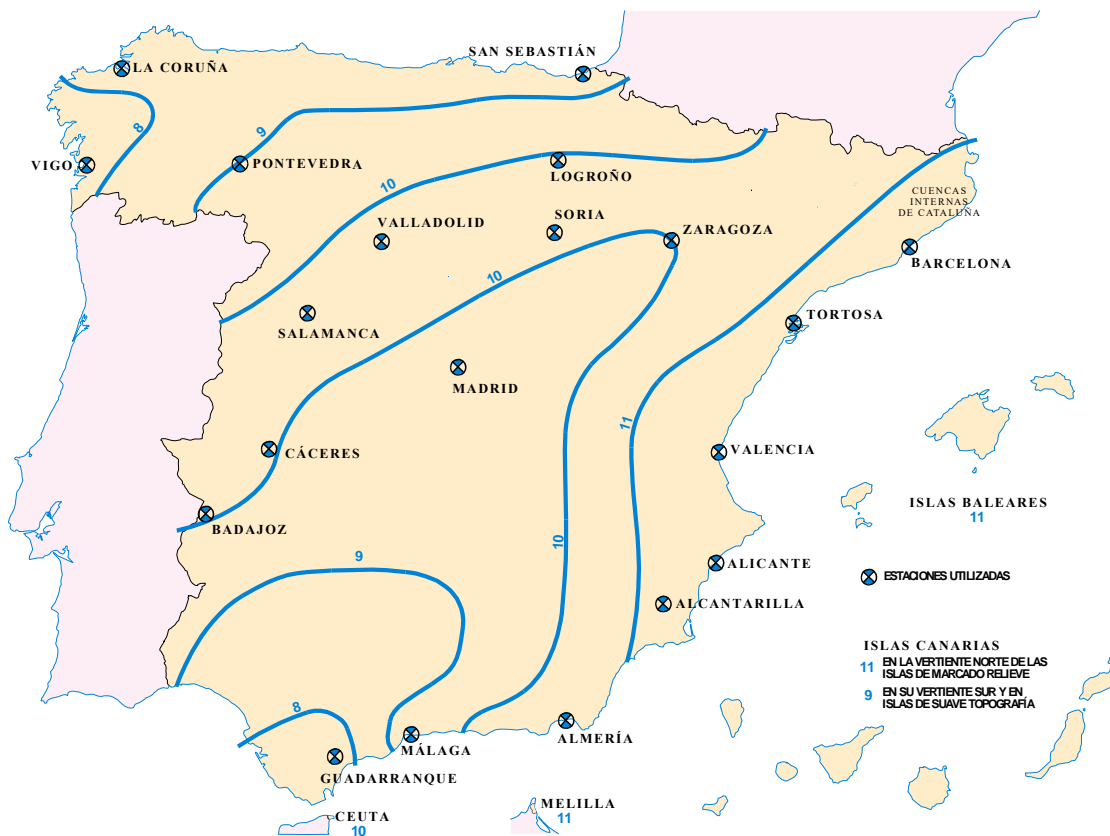 SAN SEBASTIÁN
LA CORUÑA
8
9
VIGO
PONTEVEDRA
LOGROÑO
10
CUENCAS
INTERNAS
DE CATALUÑA
VALLADOLID
SORIA
ZARAGOZA
BARCELONA
10
SALAMANCA
TORTOSA
MADRID
11
CÁCERES
VALENCIA
ISLAS BALEARES
11
BADAJOZ
10
9
ALICANTE
ESTACIONES UTILIZADAS
ALCANTARILLA
ISLAS CANARIAS
11 EN LA VERTIENTE NORTE DE LAS
ISLAS DE MARCADO RELIEVE
9 EN SU VERTIENTE SUR Y EN
ISLAS DE SUAVE TOPOGRAFÍA
8
MÁLAGA
ALMERÍA
GUADARRANQUE
CEUTA
10
MELILLA
11